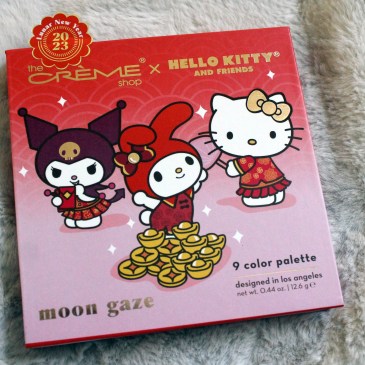 Lunar New Year
2023
the
CRÈME®
shop
×
HELLO KITTY®
AND FRIENDS
9 color palette
designed in los angeles
net wt. 0.44 oz. | 12.6 g ℮
moon gaze